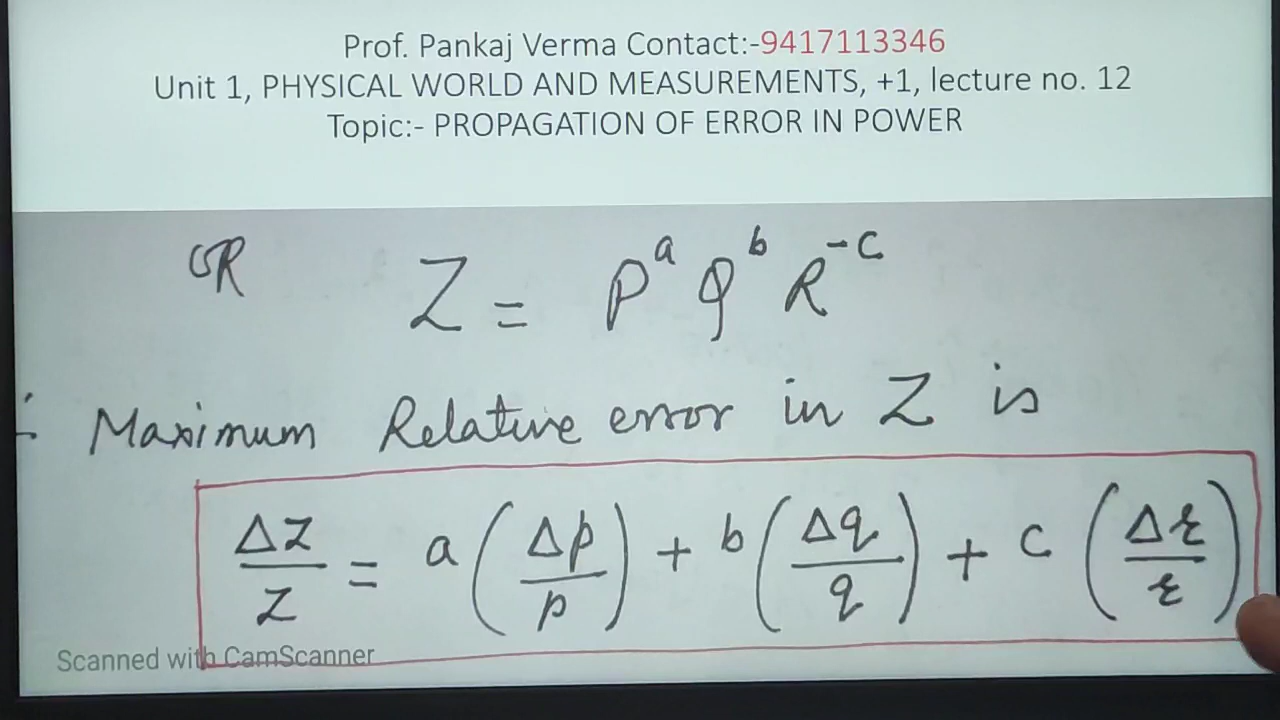 Prof. Pankaj Verma Contact:-9417113346
Unit 1, PHYSICAL WORLD AND MEASUREMENTS, +1, lecture no. 12
Topic:- PROPAGATION OF ERROR IN POWER
OR Z = P^a Q^b R^-c
∴ Maximum Relative error in Z is
ΔZ/Z = a(Δp/p) + b(Δq/q) + c(Δr/r)
Scanned with CamScanner